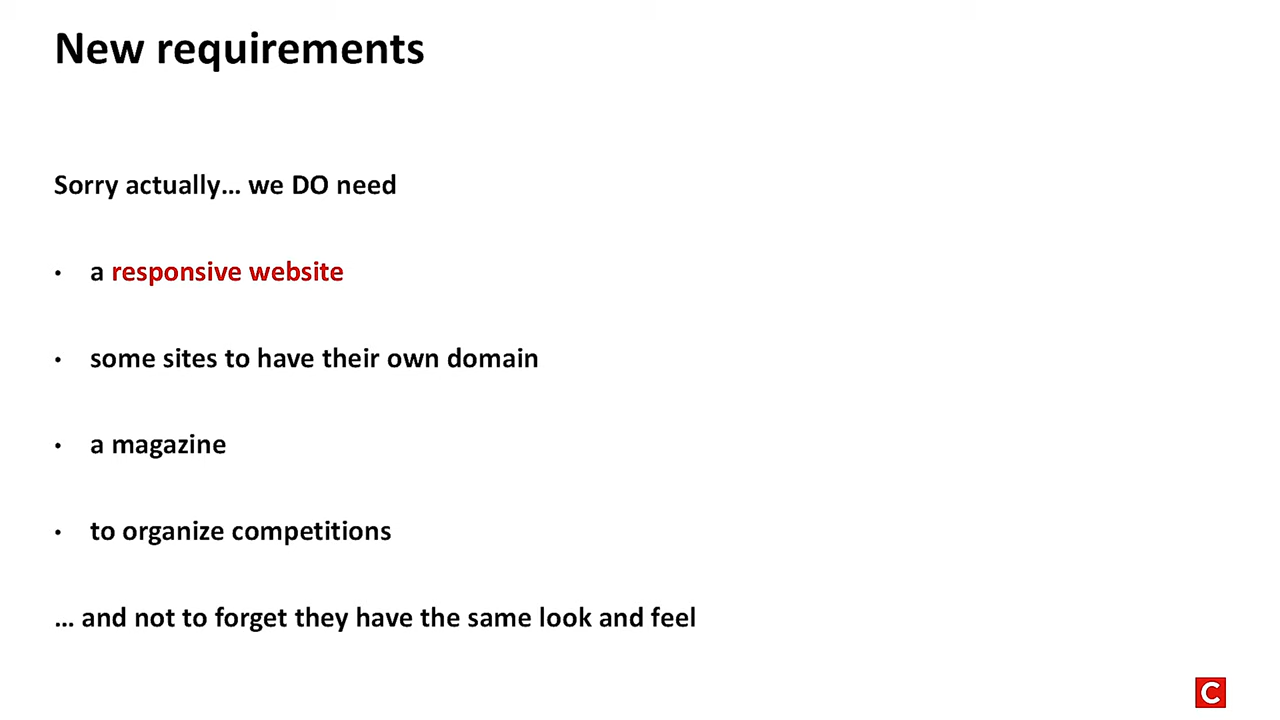 New requirements
Sorry actually… we DO need
• a responsive website
• some sites to have their own domain
• a magazine
• to organize competitions
… and not to forget they have the same look and feel
C